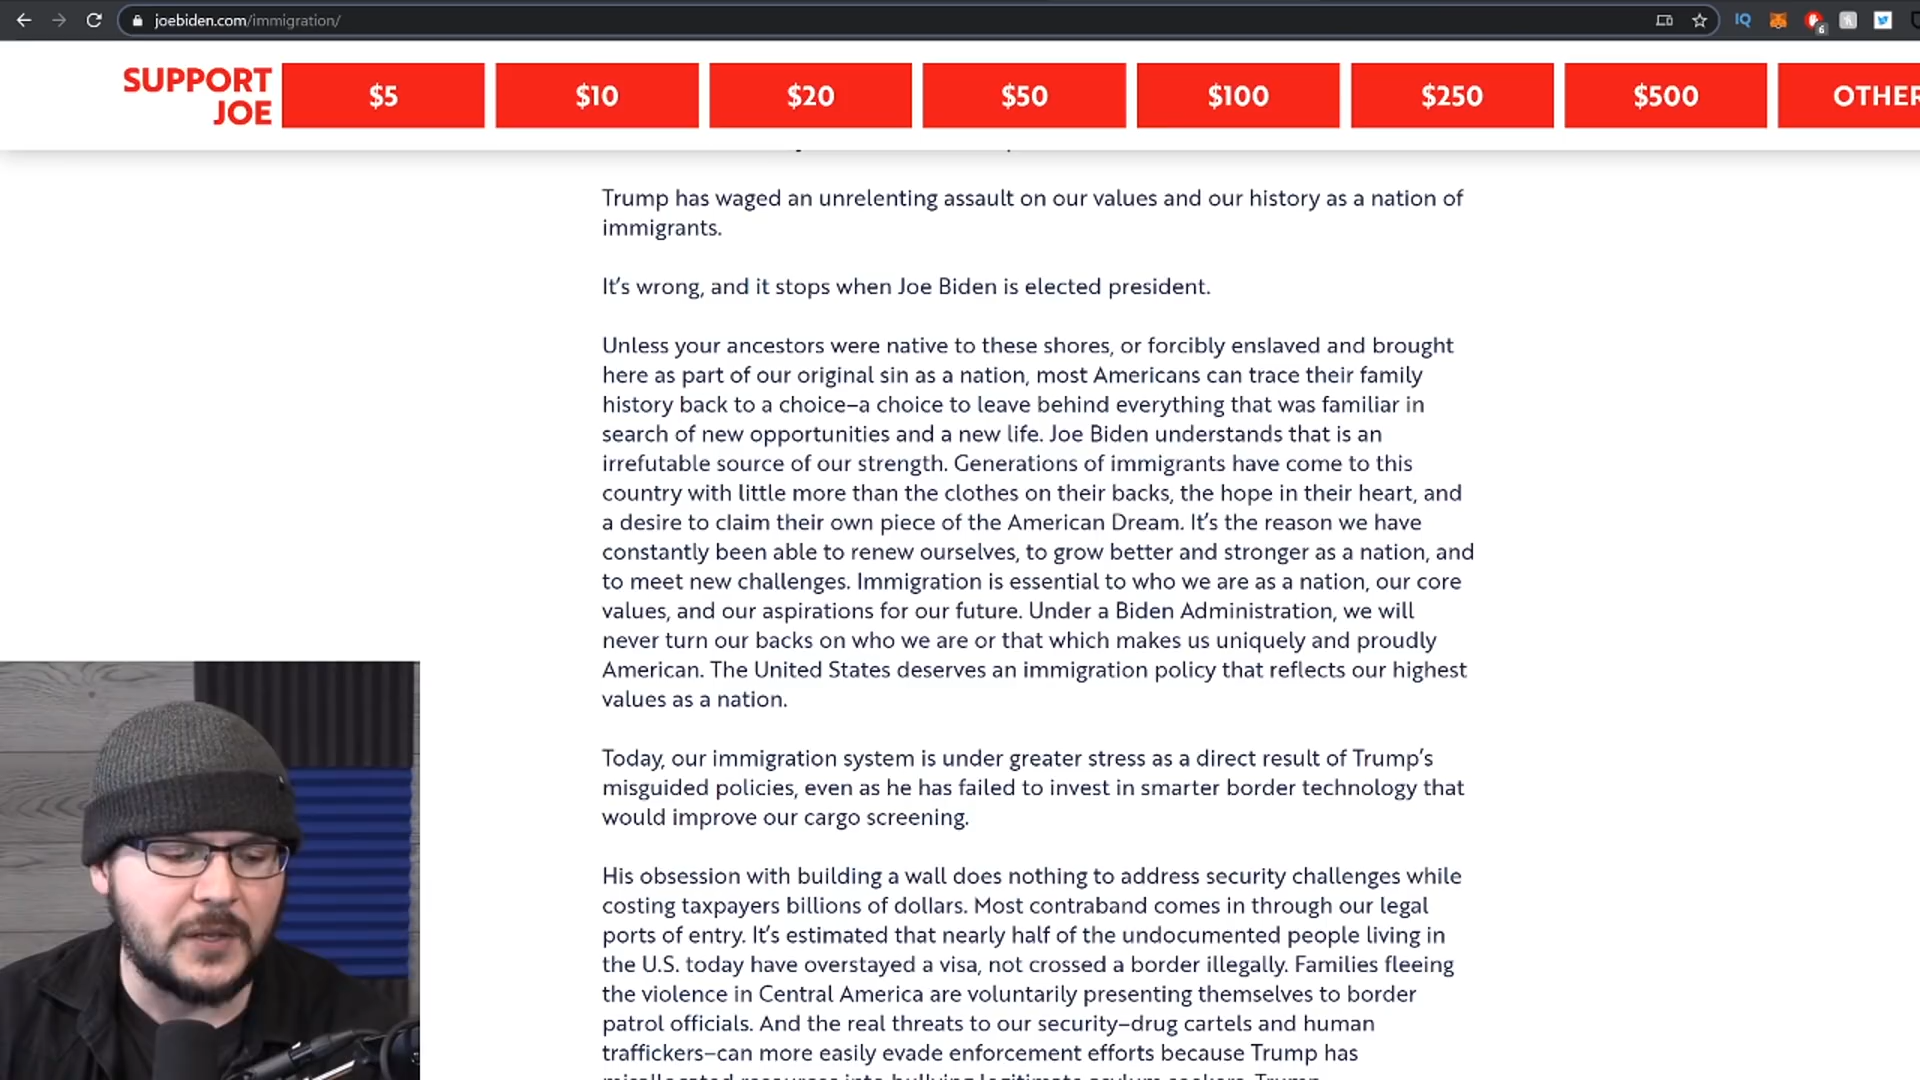 joebiden.com/immigration/
IQ
6
SUPPORT
JOE
$5
$10
$20
$50
$100
$250
$500
OTHER
Trump has waged an unrelenting assault on our values and our history as a nation of
immigrants.
It's wrong, and it stops when Joe Biden is elected president.
Unless your ancestors were native to these shores, or forcibly enslaved and brought
here as part of our original sin as a nation, most Americans can trace their family
history back to a choice–a choice to leave behind everything that was familiar in
search of new opportunities and a new life. Joe Biden understands that is an
irrefutable source of our strength. Generations of immigrants have come to this
country with little more than the clothes on their backs, the hope in their heart, and
a desire to claim their own piece of the American Dream. It's the reason we have
constantly been able to renew ourselves, to grow better and stronger as a nation, and
to meet new challenges. Immigration is essential to who we are as a nation, our core
values, and our aspirations for our future. Under a Biden Administration, we will
never turn our backs on who we are or that which makes us uniquely and proudly
American. The United States deserves an immigration policy that reflects our highest
values as a nation.
Today, our immigration system is under greater stress as a direct result of Trump's
misguided policies, even as he has failed to invest in smarter border technology that
would improve our cargo screening.
His obsession with building a wall does nothing to address security challenges while
costing taxpayers billions of dollars. Most contraband comes in through our legal
ports of entry. It's estimated that nearly half of the undocumented people living in
the U.S. today have overstayed a visa, not crossed a border illegally. Families fleeing
the violence in Central America are voluntarily presenting themselves to border
patrol officials. And the real threats to our security–drug cartels and human
traffickers–can more easily evade enforcement efforts because Trump has